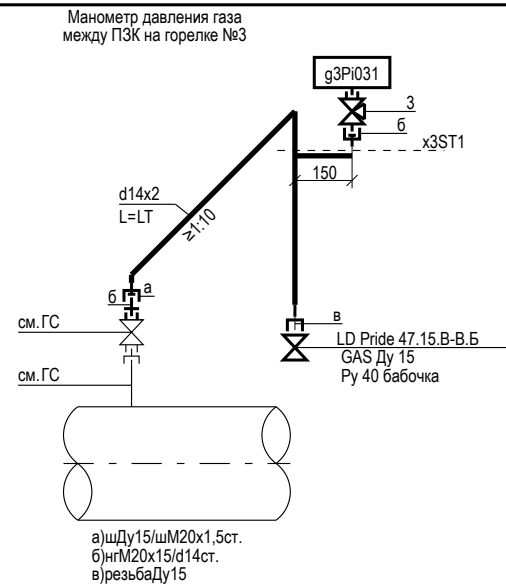 Манометр давления газа
между ПЗК на горелке №3
g3Pi031
3
б
x3ST1
150
d14x2
L=LT
≥1:10
а
б
в
см.ГС
LD Pride 47.15.В-В.Б
GAS Ду 15
Ру 40 бабочка
см.ГС
а)шДу15/шМ20х1,5ст.
б)нгМ20х15/d14ст.
в)резьбаДу15